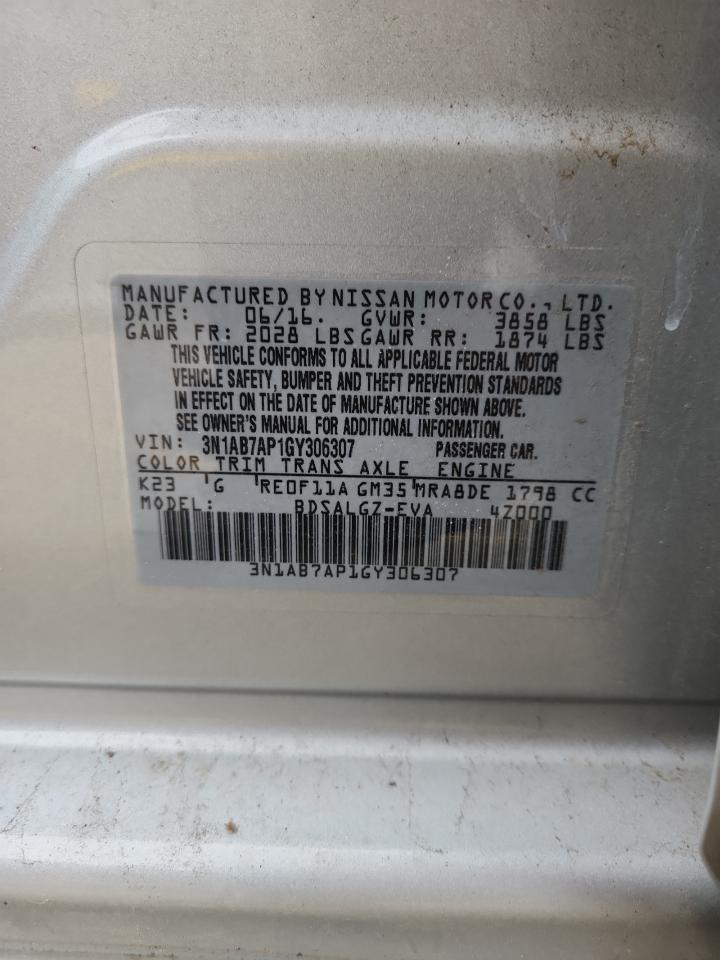 MANUFACTURED BY NISSAN MOTOR CO., LTD.
DATE: 06/16. GVWR: 3858 LBS
GAWR FR: 2028 LBS GAWR RR: 1874 LBS
THIS VEHICLE CONFORMS TO ALL APPLICABLE FEDERAL MOTOR
VEHICLE SAFETY, BUMPER AND THEFT PREVENTION STANDARDS
IN EFFECT ON THE DATE OF MANUFACTURE SHOWN ABOVE.
SEE OWNER'S MANUAL FOR ADDITIONAL INFORMATION.
VIN: 3N1AB7AP1GY306307 PASSENGER CAR.
COLOR TRIM TRANS AXLE ENGINE
K23 G RE0F11A GM35 MRA8DE 1798 CC
MODEL: BDSALGZ-EVA 4Z000
3N1AB7AP1GY306307